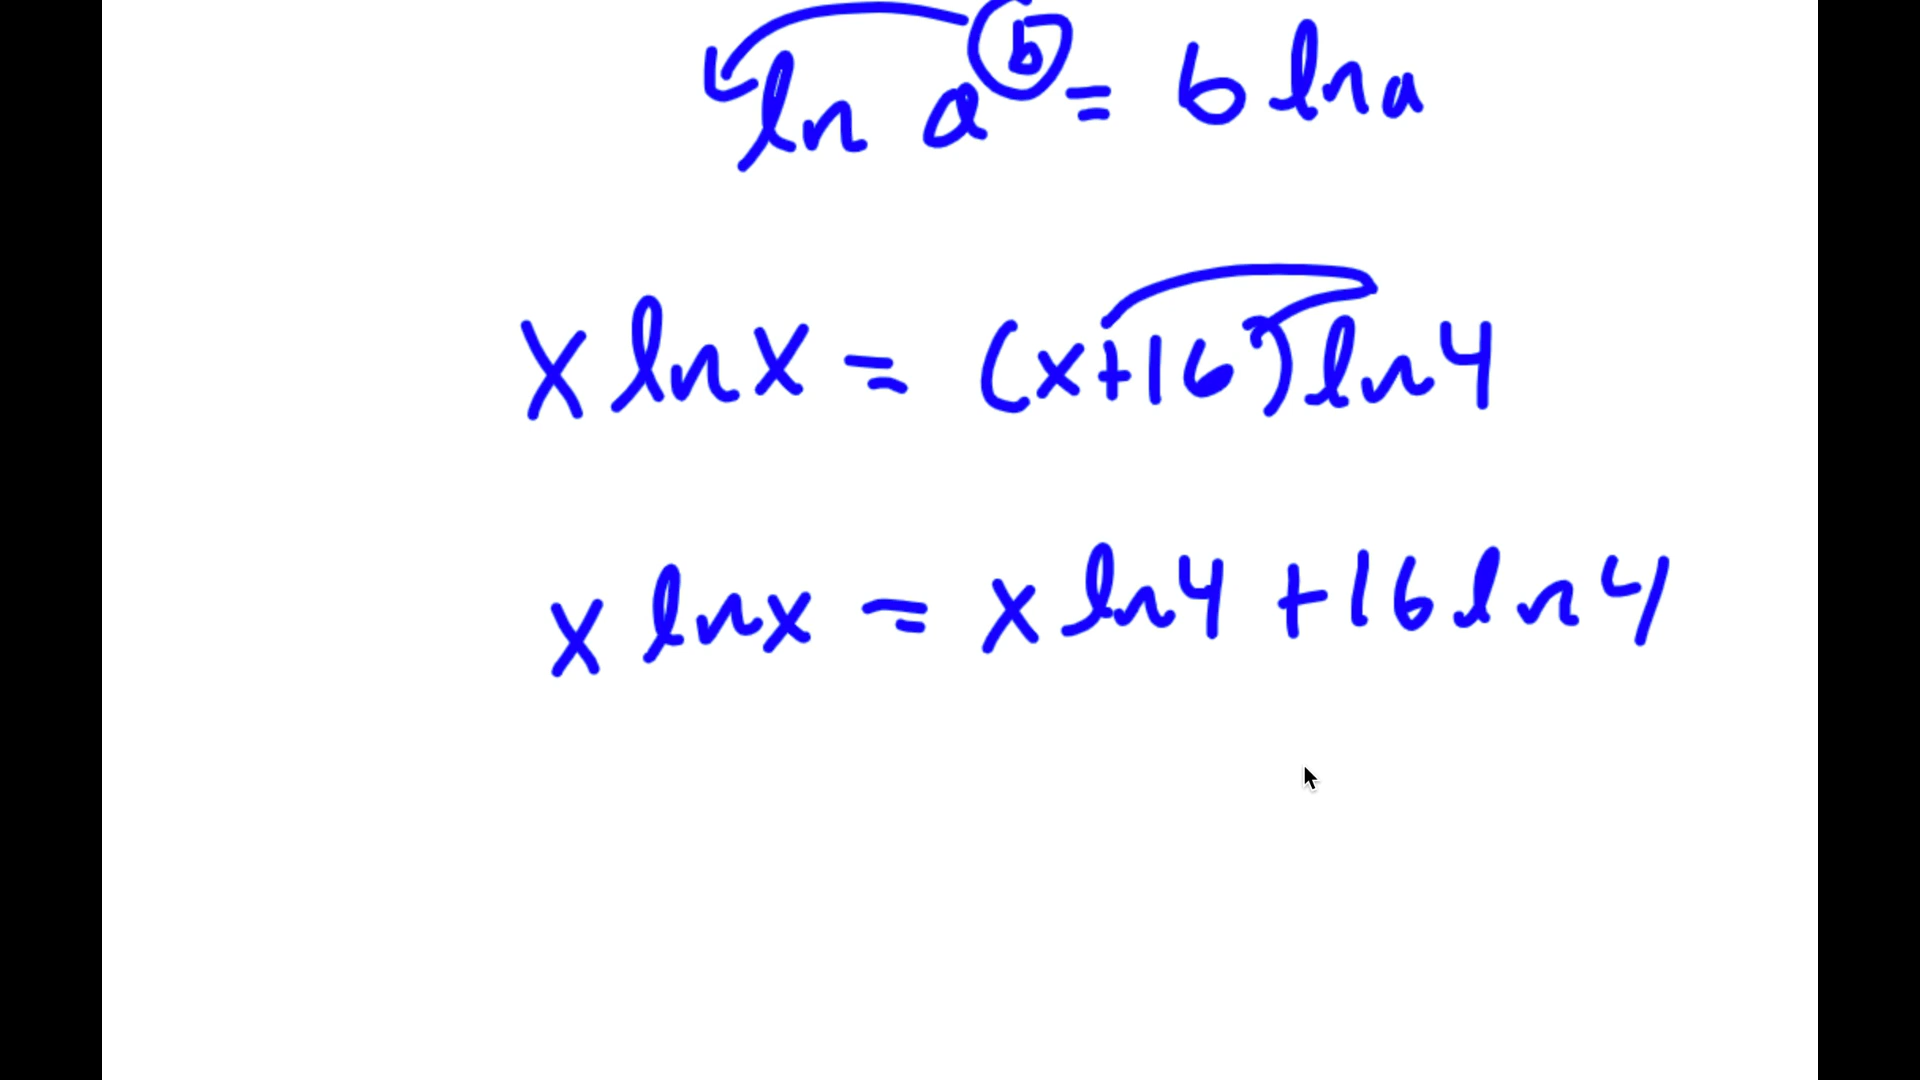 ln a^b = b ln a
x ln x = (x+16) ln 4
x ln x = x ln 4 + 16 ln 4